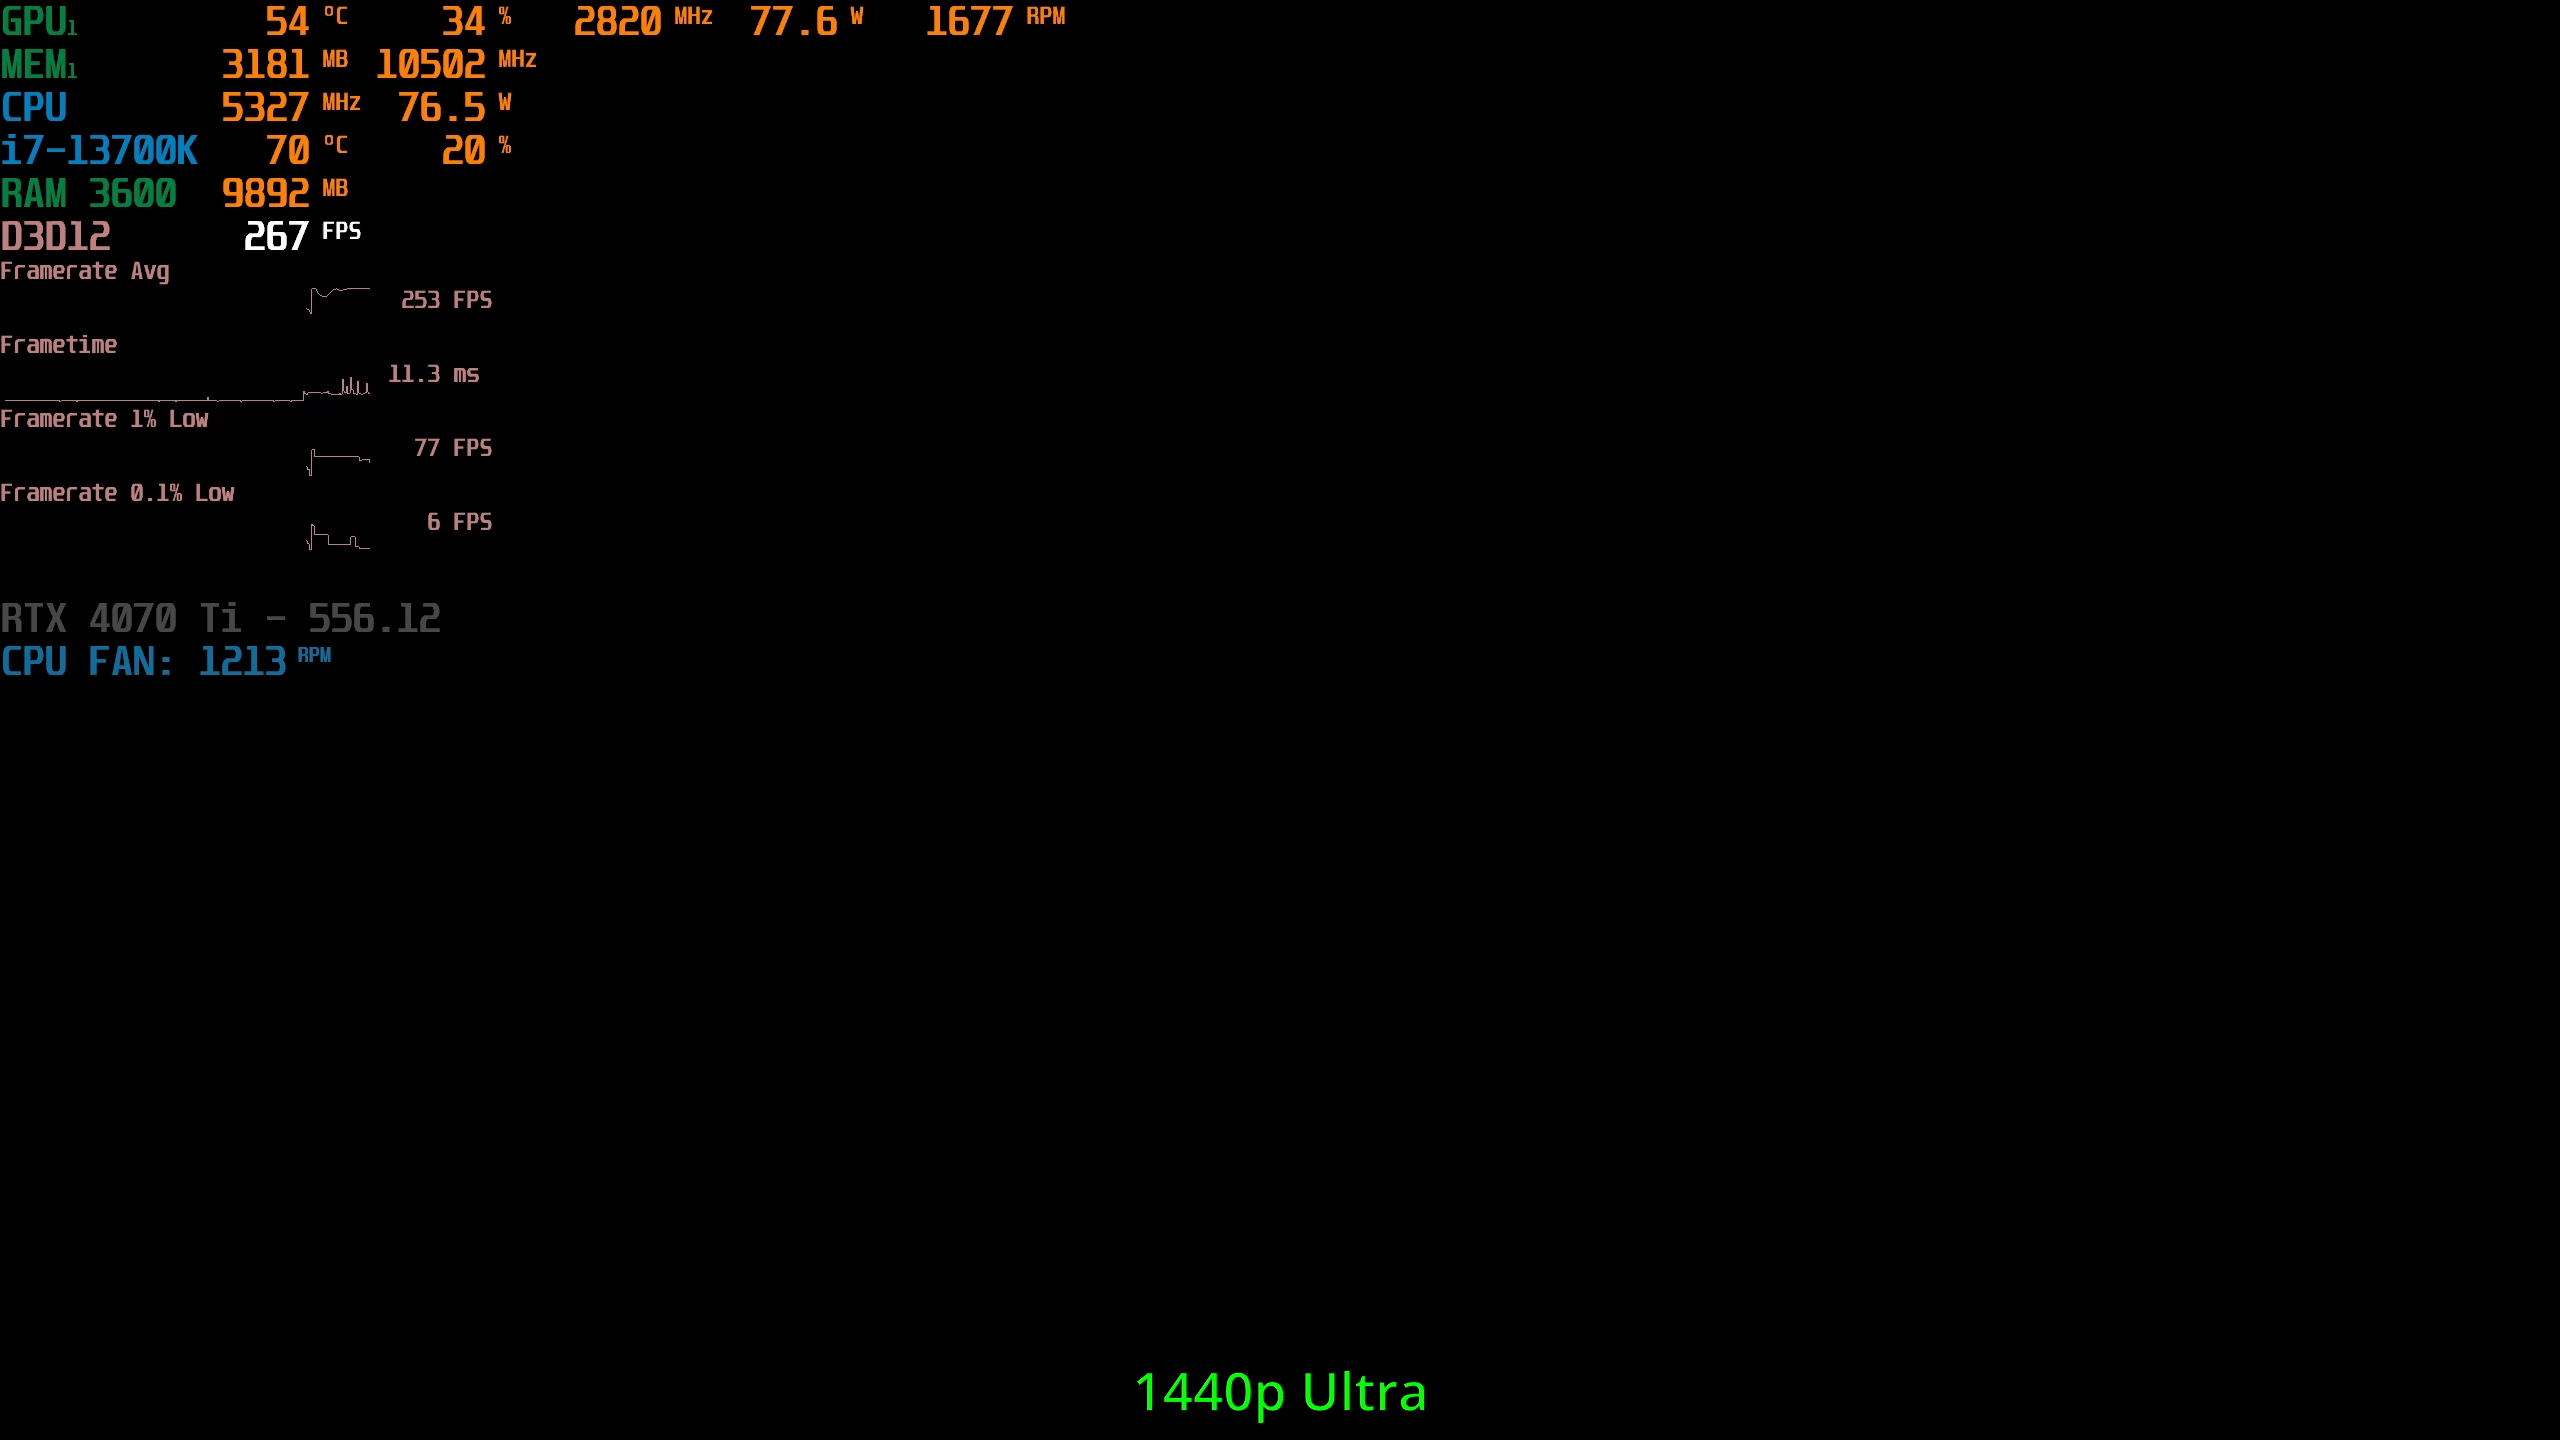 GPU1 54 °C 34 % 2820 MHz 77.6 W 1677 RPM
MEM1 3181 MB 10502 MHz
CPU 5327 MHz 76.5 W
i7-13700K 70 °C 20 %
RAM 3600 9892 MB
D3D12 267 FPS
Framerate Avg
253 FPS
Frametime
11.3 ms
Framerate 1% Low
77 FPS
Framerate 0.1% Low
6 FPS
RTX 4070 Ti - 556.12
CPU FAN: 1213 RPM
1440p Ultra